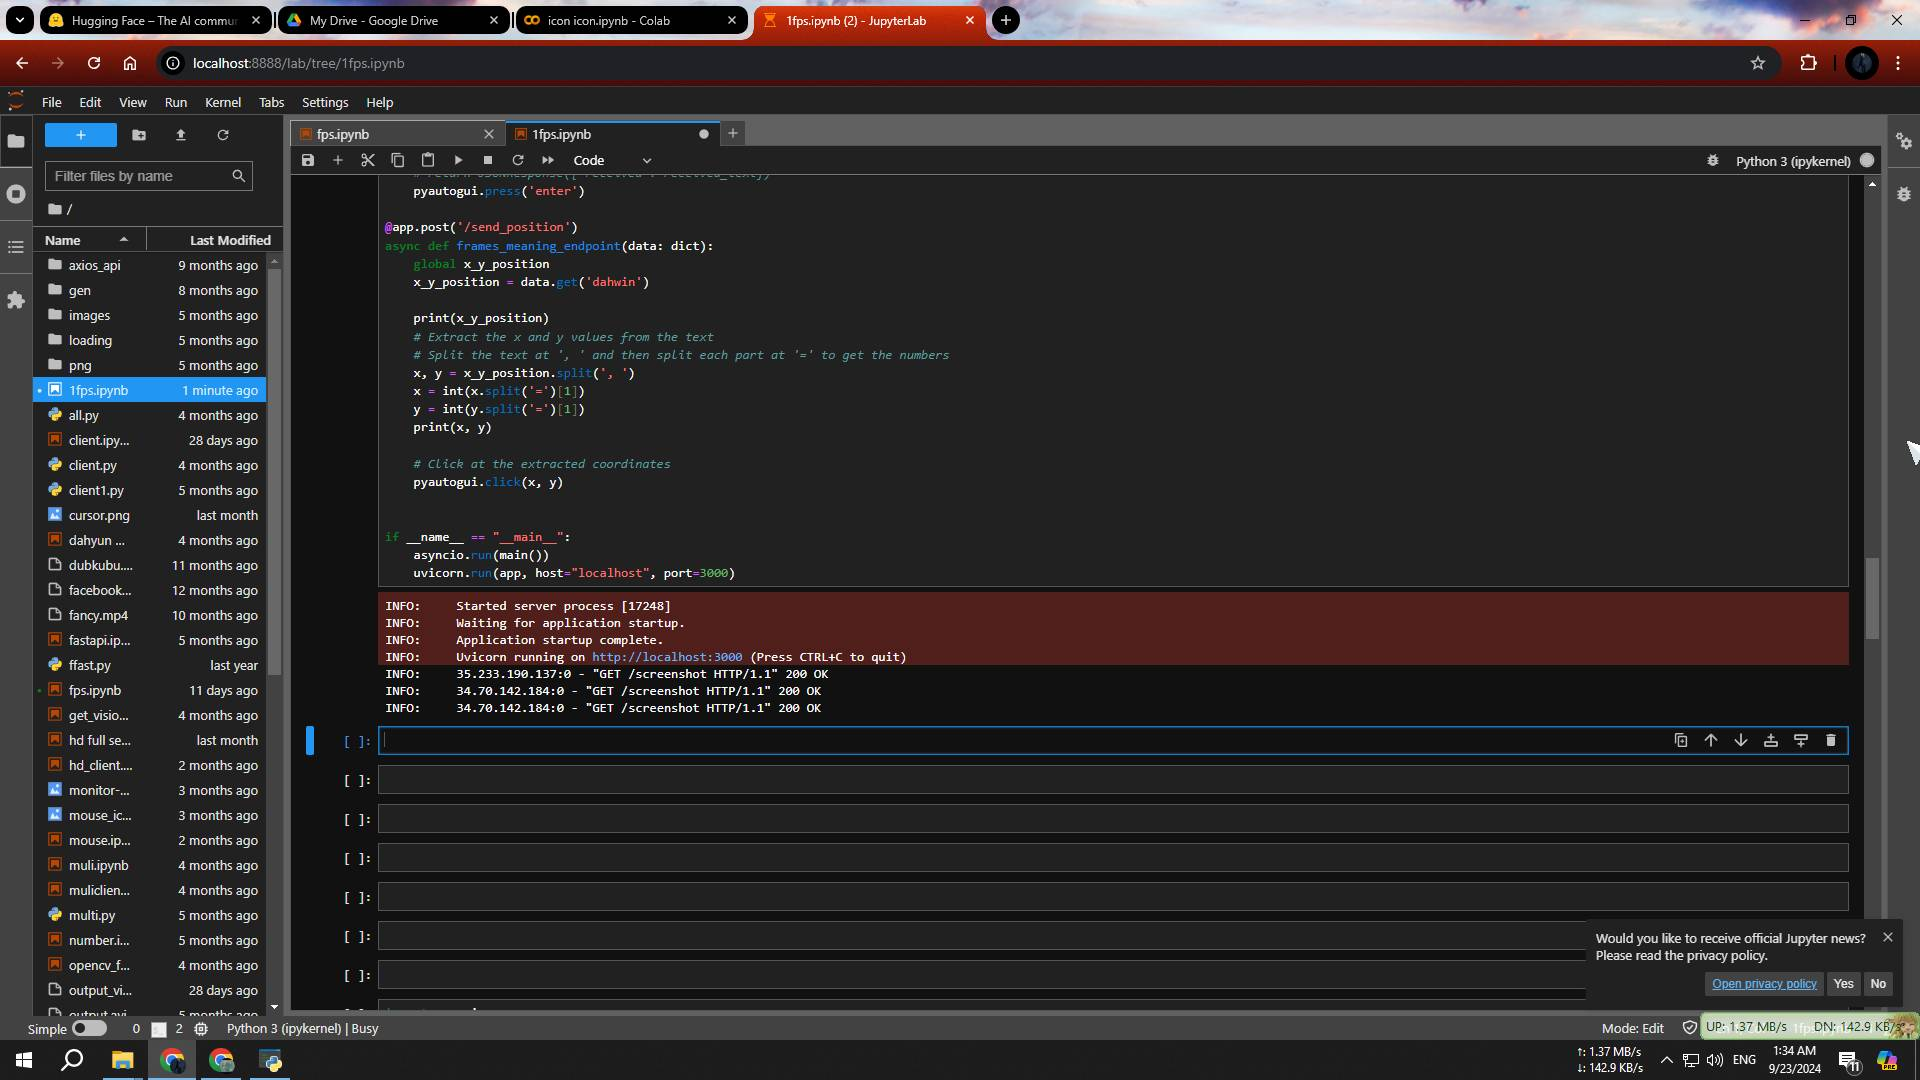 Hugging Face – The AI commu
My Drive - Google Drive
icon icon.ipynb - Colab
1fps.ipynb (2) - JupyterLab
localhost:8888/lab/tree/1fps.ipynb
File Edit View Run Kernel Tabs Settings Help
fps.ipynb
1fps.ipynb
Code
Python 3 (ipykernel)
Filter files by name
/
Name Last Modified
axios_api 9 months ago
gen 8 months ago
images 5 months ago
loading 5 months ago
png 5 months ago
1fps.ipynb 1 minute ago
all.py 4 months ago
client.ipy... 28 days ago
client.py 4 months ago
client1.py 5 months ago
cursor.png last month
dahyun ... 4 months ago
dubkubu.... 11 months ago
facebook... 12 months ago
fancy.mp4 10 months ago
fastapi.ip... 5 months ago
ffast.py last year
fps.ipynb 11 days ago
get_visio... 4 months ago
hd full se... last month
hd_client.... 2 months ago
monitor-... 3 months ago
mouse_ic... 3 months ago
mouse.ip... 2 months ago
muli.ipynb 4 months ago
muliclien... 4 months ago
multi.py 5 months ago
number.i... 5 months ago
opencv_f... 4 months ago
output_vi... 28 days ago
pyautogui.press('enter')
@app.post('/send_position')
async def frames_meaning_endpoint(data: dict):
global x_y_position
x_y_position = data.get('dahwin')
print(x_y_position)
# Extract the x and y values from the text
# Split the text at ', ' and then split each part at '=' to get the numbers
x, y = x_y_position.split(', ')
x = int(x.split('=')[1])
y = int(y.split('=')[1])
print(x, y)
# Click at the extracted coordinates
pyautogui.click(x, y)
if __name__ == "__main__":
asyncio.run(main())
uvicorn.run(app, host="localhost", port=3000)
INFO: Started server process [17248]
INFO: Waiting for application startup.
INFO: Application startup complete.
INFO: Uvicorn running on http://localhost:3000 (Press CTRL+C to quit)
INFO: 35.233.190.137:0 - "GET /screenshot HTTP/1.1" 200 OK
INFO: 34.70.142.184:0 - "GET /screenshot HTTP/1.1" 200 OK
INFO: 34.70.142.184:0 - "GET /screenshot HTTP/1.1" 200 OK
[ ]:
[ ]:
[ ]:
[ ]:
[ ]:
[ ]:
[ ]:
Would you like to receive official Jupyter news?
Please read the privacy policy.
Open privacy policy Yes No
Simple 0 2 Python 3 (ipykernel) | Busy
Mode: Edit
UP: 1.37 MB/s DN: 142.9 KB/s
↑: 1.37 MB/s
↓: 142.9 KB/s
ENG
1:34 AM
9/23/2024
11